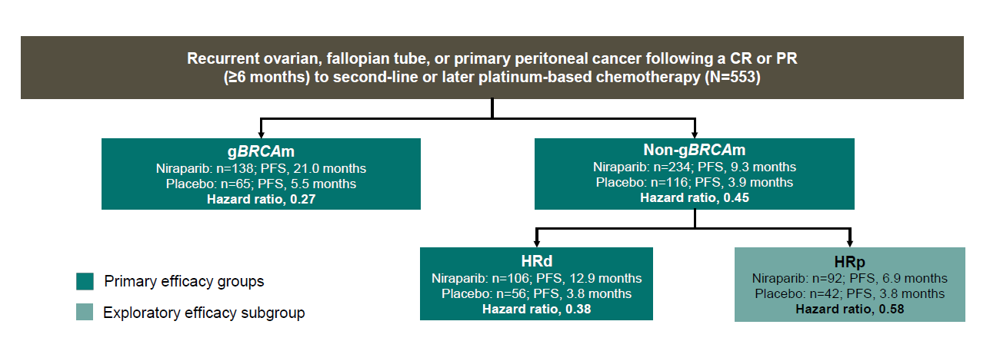 Recurrent ovarian, fallopian tube, or primary peritoneal cancer following a CR or PR
(≥6 months) to second-line or later platinum-based chemotherapy (N=553)
gBRCAm
Niraparib: n=138; PFS, 21.0 months
Placebo: n=65; PFS, 5.5 months
Hazard ratio, 0.27
Non-gBRCAm
Niraparib: n=234; PFS, 9.3 months
Placebo: n=116; PFS, 3.9 months
Hazard ratio, 0.45
HRd
Niraparib: n=106; PFS, 12.9 months
Placebo: n=56; PFS, 3.8 months
Hazard ratio, 0.38
HRp
Niraparib: n=92; PFS, 6.9 months
Placebo: n=42; PFS, 3.8 months
Hazard ratio, 0.58
Primary efficacy groups
Exploratory efficacy subgroup